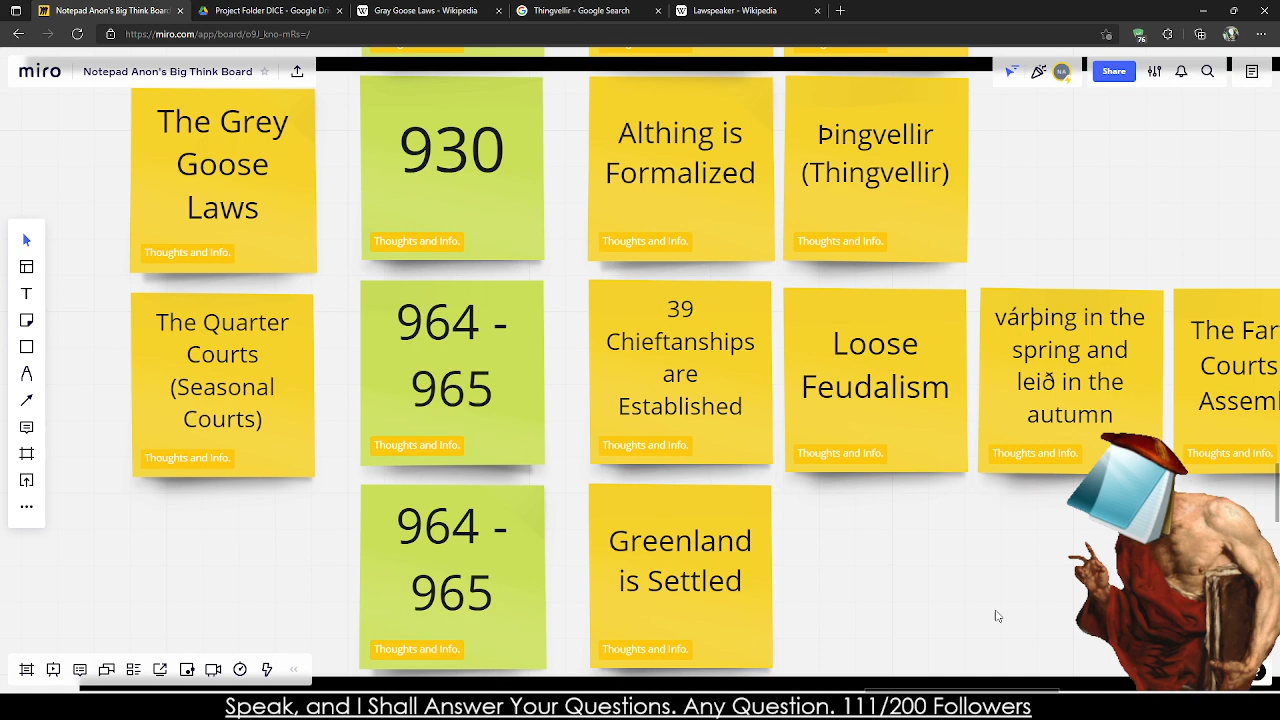 Notepad Anon's Big Think Board
Project Folder DICE - Google Dri
Gray Goose Laws - Wikipedia
Thingvellir - Google Search
Lawspeaker - Wikipedia
https://miro.com/app/board/o9J_kno-mRs=/
miro
Notepad Anon's Big Think Board
NA
Share
The Grey
Goose
Laws
Thoughts and Info.
930
Thoughts and Info.
Althing is
Formalized
Thoughts and Info.
Þingvellir
(Thingvellir)
Thoughts and Info.
The Quarter
Courts
(Seasonal
Courts)
Thoughts and Info.
964 -
965
Thoughts and Info.
39
Chieftanships
are
Established
Thoughts and Info.
Loose
Feudalism
Thoughts and Info.
várþing in the
spring and
leið in the
autumn
Thoughts and Info.
The Far
Courts
Assem
Thoughts and Info.
964 -
965
Thoughts and Info.
Greenland
is Settled
Thoughts and Info.
Speak, and I Shall Answer Your Questions. Any Question. 111/200 Followers